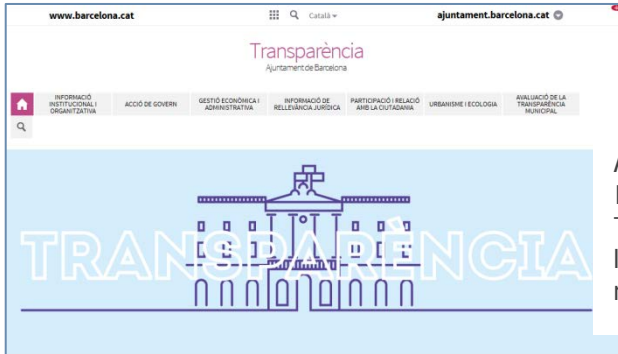 www.barcelona.cat
Català
ajuntament.barcelona.cat
Transparència
Ajuntament de Barcelona
INFORMACIÓ
INSTITUCIONAL I
ORGANITZATIVA
ACCIÓ DE GOVERN
GESTIÓ ECONÒMICA I
ADMINISTRATIVA
INFORMACIÓ DE
RELLEVÀNCIA JURÍDICA
PARTICIPACIÓ I RELACIÓ
AMB LA CIUTADANIA
URBANISME I ECOLOGIA
AVALUACIÓ DE LA
TRANSPARÈNCIA
MUNICIPAL
TRANSPARÈNCIA